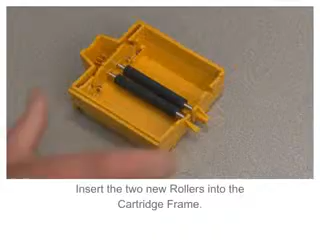 Insert the two new Rollers into the
Cartridge Frame.